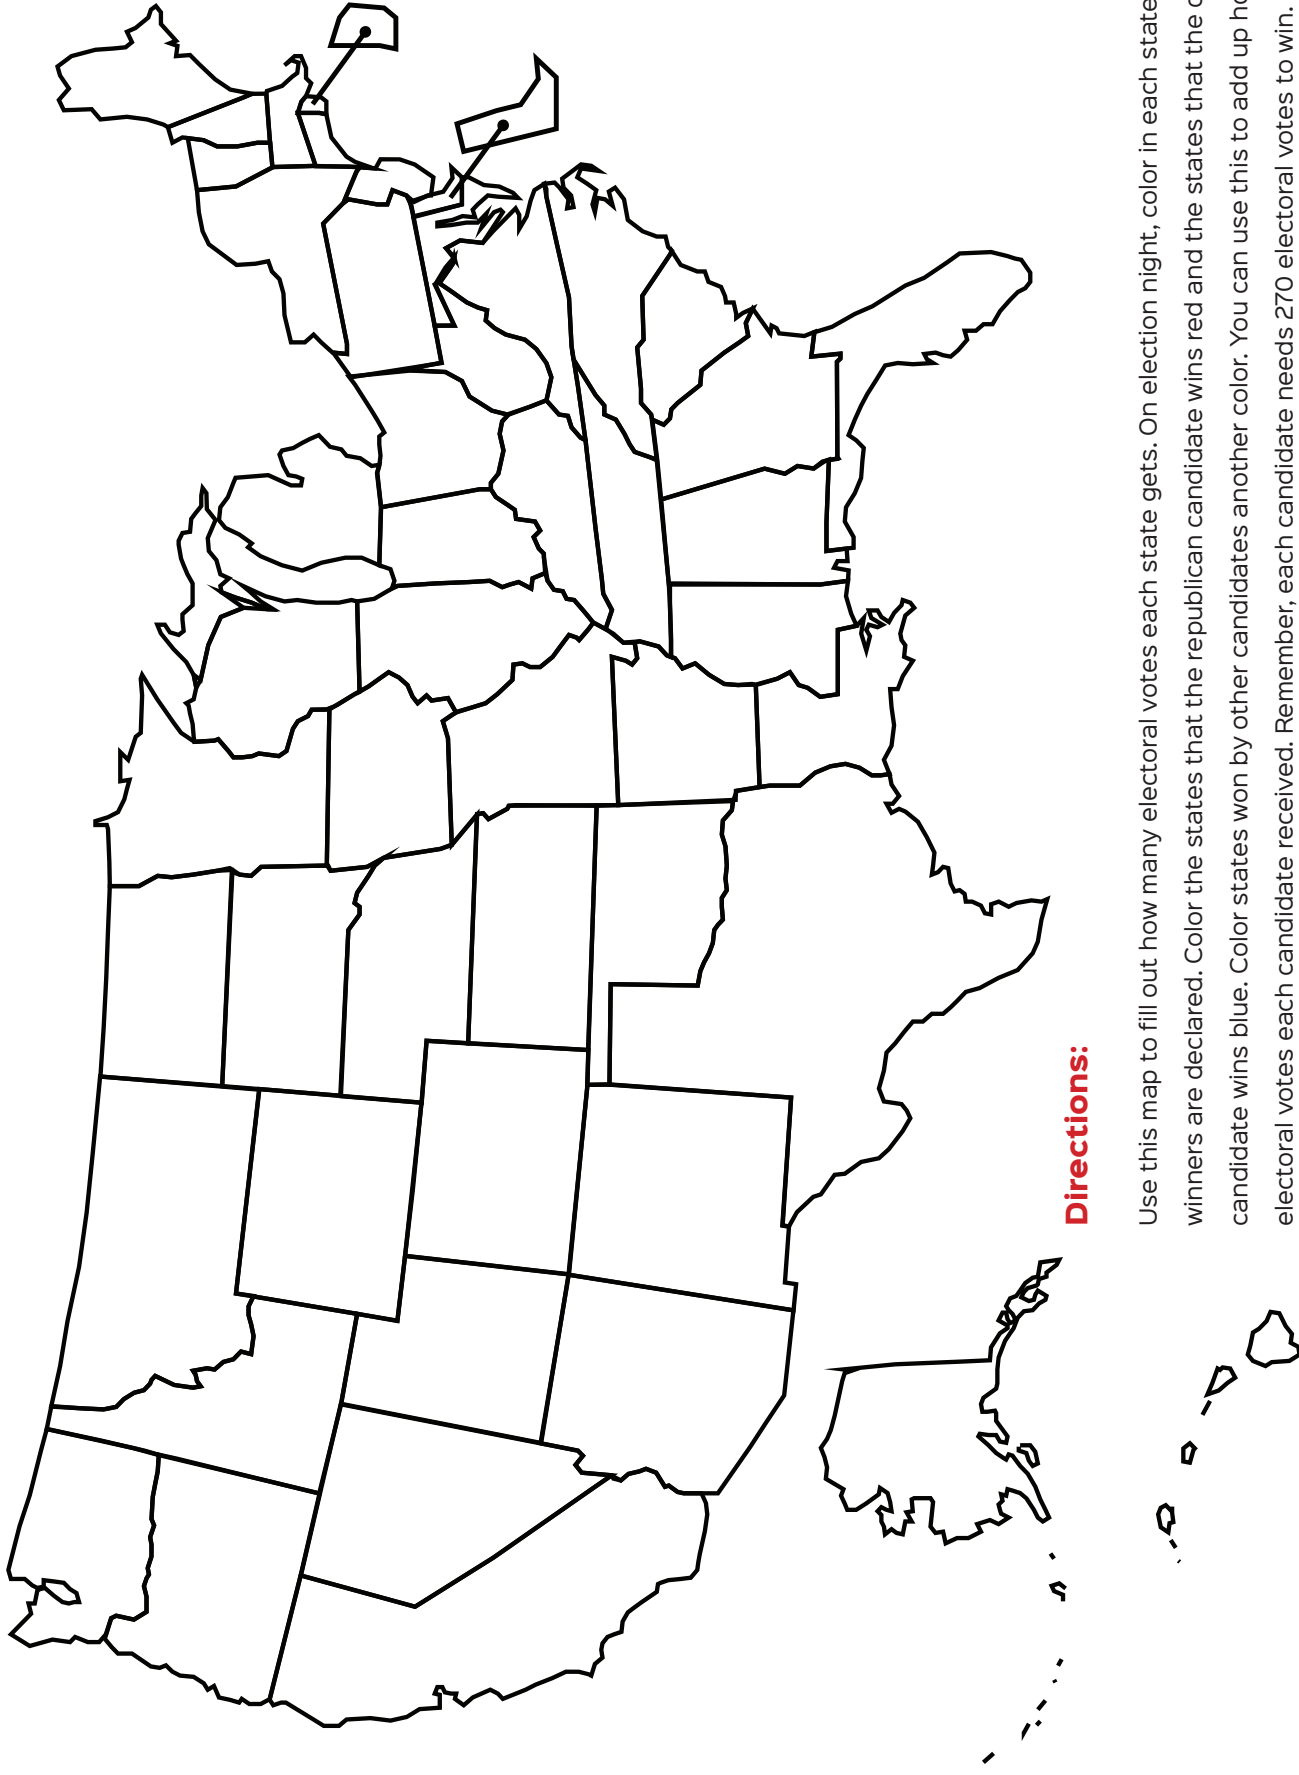 Directions:
Use this map to fill out how many electoral votes each state gets. On election night, color in each state
winners are declared. Color the states that the republican candidate wins red and the states that the
candidate wins blue. Color states won by other candidates another color. You can use this to add up
electoral votes each candidate received. Remember, each candidate needs 270 electoral votes to win.